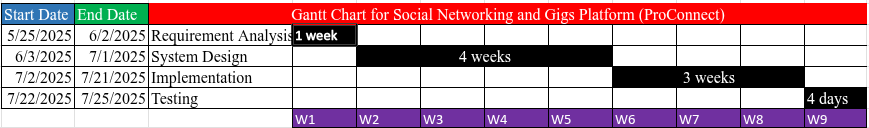 Start Date End Date Gantt Chart for Social Networking and Gigs Platform (ProConnect)
5/25/2025 6/2/2025 Requirement Analysis 1 week
6/3/2025 7/1/2025 System Design 4 weeks
7/2/2025 7/21/2025 Implementation 3 weeks
7/22/2025 7/25/2025 Testing 4 days
W1 W2 W3 W4 W5 W6 W7 W8 W9